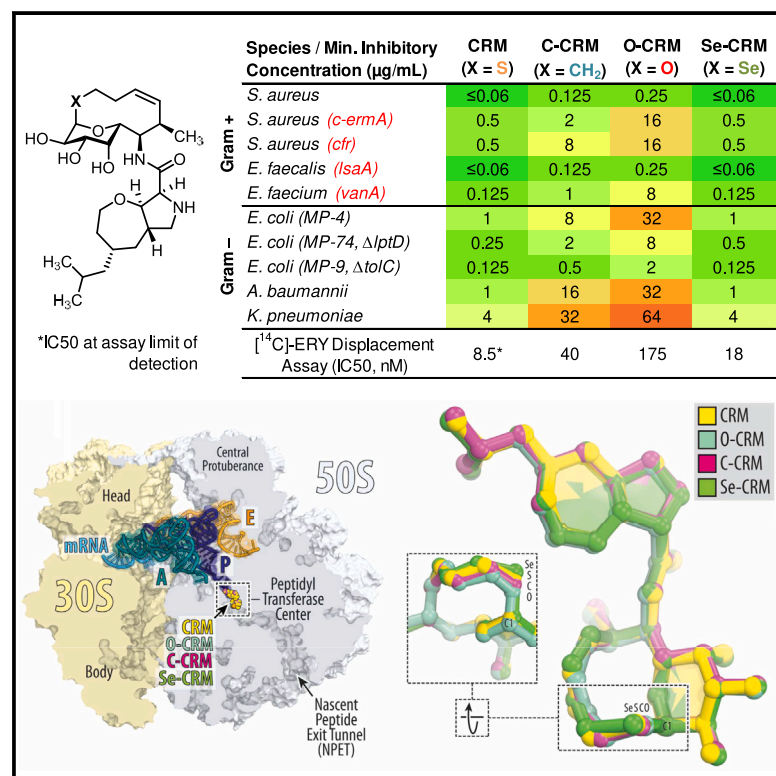 Species / Min. Inhibitory Concentration (µg/mL) CRM (X = S) C-CRM (X = CH2) O-CRM (X = O) Se-CRM (X = Se)
Gram +
S. aureus ≤0.06 0.125 0.25 ≤0.06
S. aureus (c-ermA) 0.5 2 16 0.5
S. aureus (cfr) 0.5 8 16 0.5
E. faecalis (lsaA) ≤0.06 0.125 0.25 ≤0.06
E. faecium (vanA) 0.125 1 8 0.125
Gram –
E. coli (MP-4) 1 8 32 1
E. coli (MP-74, ΔlptD) 0.25 2 8 0.5
E. coli (MP-9, ΔtolC) 0.125 0.5 2 0.125
A. baumannii 1 16 32 1
K. pneumoniae 4 32 64 4
[14C]-ERY Displacement Assay (IC50, nM) 8.5* 40 175 18
X
O
HO
HO
OH
CH3
HN
O
H
O
H
NH
H
H3C
CH3
*IC50 at assay limit of
detection
Central
Protuberance
50S
Head
E
mRNA
A
P
30S
Peptidyl
Transferase
Center
CRM
O-CRM
C-CRM
Se-CRM
Body
Nascent
Peptide
Exit Tunnel
(NPET)
CRM
O-CRM
C-CRM
Se-CRM
Se
S
C
O
C1
Se S C O
C1